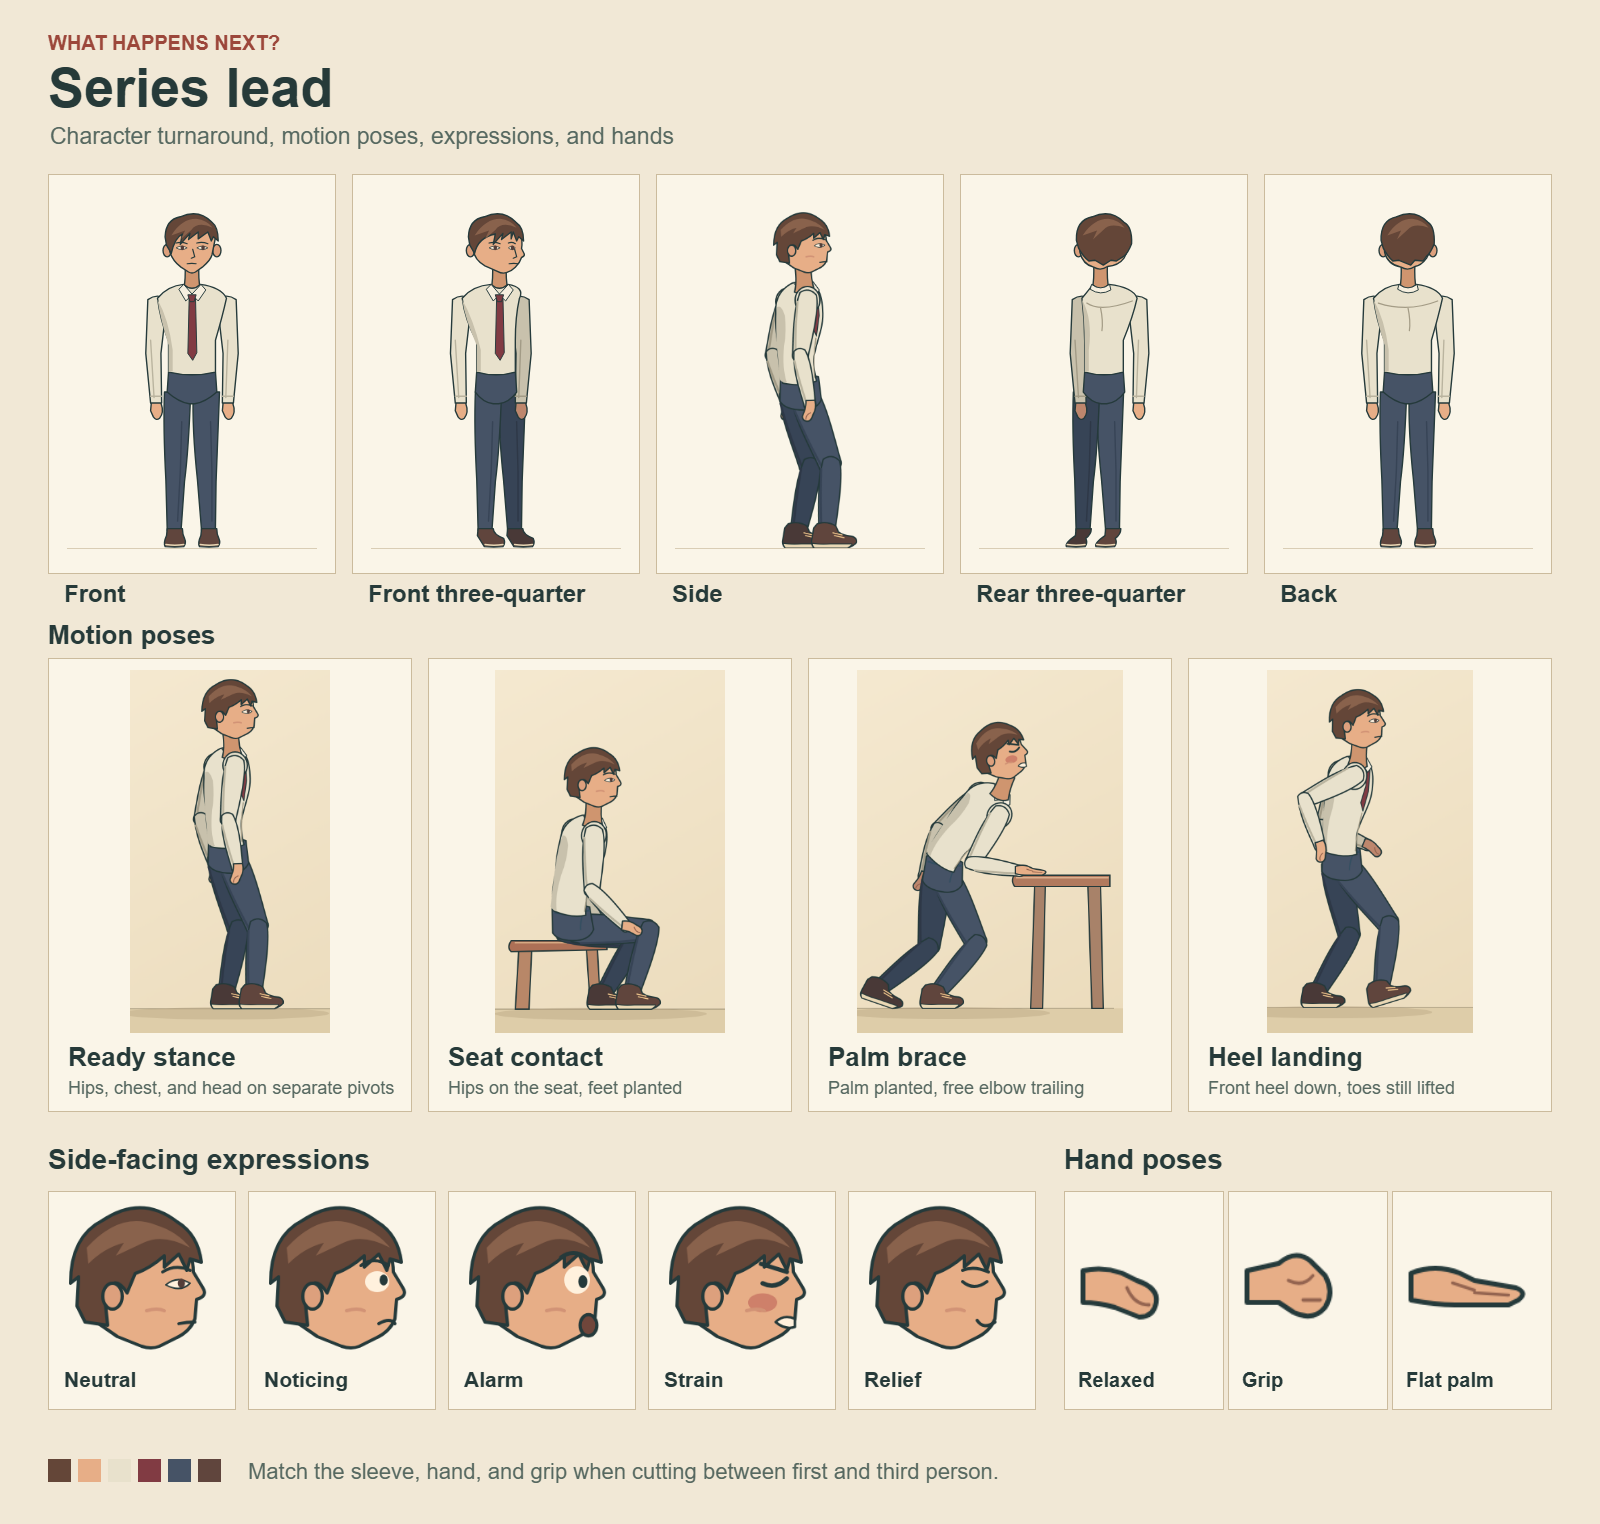 WHAT HAPPENS NEXT?
Series lead
Character turnaround, motion poses, expressions, and hands
Front
Front three-quarter
Side
Rear three-quarter
Back
Motion poses
Ready stance
Hips, chest, and head on separate pivots
Seat contact
Hips on the seat, feet planted
Palm brace
Palm planted, free elbow trailing
Heel landing
Front heel down, toes still lifted
Side-facing expressions
Neutral
Noticing
Alarm
Strain
Relief
Hand poses
Relaxed
Grip
Flat palm
Match the sleeve, hand, and grip when cutting between first and third person.